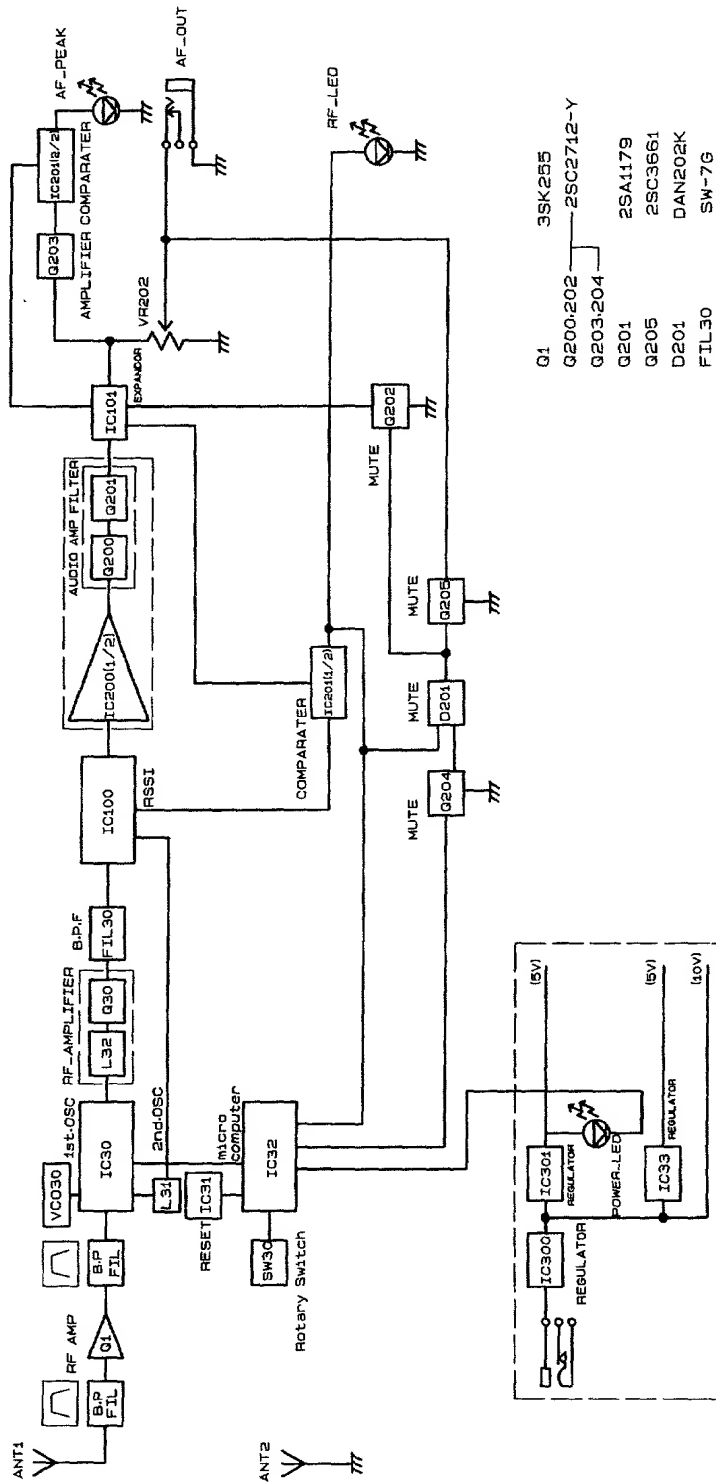 ANT1
B.P
FIL
RF AMP
Q1
B.P
FIL
VCO30
1st-OSC
IC30
RF_AMPLIFIER
L32
Q30
B.P.F
FIL30
IC100
RSSI
IC200(1/2)
AUDIO AMP FILTER
Q200
Q201
IC101
EXPANDOR
Q203
AMPLIFIER
IC201(2/2)
COMPARATER
AF_PEAK
VR202
AF_OUT
2nd-OSC
L31
RESET
IC31
micro
computer
IC32
SW30
Rotary Switch
COMPARATER
IC201(1/2)
RF_LED
MUTE
Q202
MUTE
Q204
MUTE
D201
MUTE
Q205
ANT2
IC300
REGULATOR
IC301
REGULATOR
(5V)
POWER_LED
IC33
REGULATOR
(5V)
(10V)
Q1 3SK255
Q200.202 2SC2712-Y
Q203.204
Q201 2SA1179
Q205 2SC3661
D201 DAN202K
FIL30 SW-7G